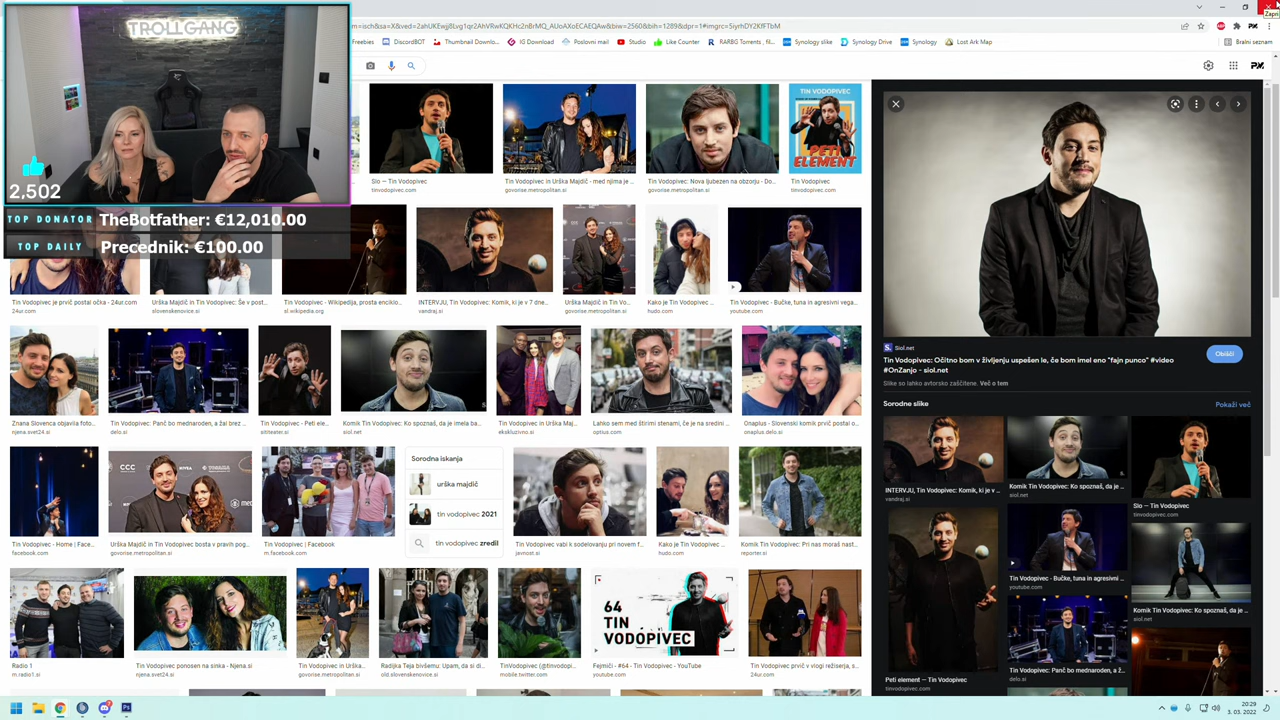 TROLLGANG
2,502
TOP DONATOR TheBotfather: €12,010.00
TOP DAILY Precednik: €100.00
Zapri
Freebies
DiscordBOT
Thumbnail Downl...
IG Download
Poslovni mail
Studio
Like Counter
RARBG Torrents , fil...
Synology slike
Synology Drive
Synology
Lost Ark Map
Bralni seznam
Slo — Tin Vodopivec
tinvodopivec.com
Tin Vodopivec in Urška Majdič - med njima je ...
govorise.metropolitan.si
Tin Vodopivec: Nova ljubezen na obzorju - Do...
govorise.metropolitan.si
TIN VODOPIVEC
PETI
ELEMENT
Tin Vodopivec
tinvodopivec.com
Tin Vodopivec je prvič postal očka - 24ur.com
24ur.com
Urška Majdič in Tin Vodopivec: Še v post...
slovenskenovice.si
Tin Vodopivec - Wikipedija, prosta enciklo...
sl.wikipedia.org
INTERVJU, Tin Vodopivec: Komik, ki je v 7 dne...
vandraj.si
Urška Majdič in Tin Vo...
govorise.metropolitan.si
Kako je Tin Vodopivec ...
hudo.com
Tin Vodopivec - Bučke, tuna in agresivni vega...
youtube.com
Znana Slovenca objavila foto...
njena.svet24.si
Tin Vodopivec: Panč bo mednaroden, a žal brez ...
delo.si
Tin Vodopivec - Peti ele...
sititeater.si
Komik Tin Vodopivec: Ko spoznaš, da je imela ba...
siol.net
Tin Vodopivec in Urška Maj...
ekskluzivno.si
Lahko sem med štirimi stenami, če je na sredini ...
optius.com
Onaplus - Slovenski komik prvič postal o...
onaplus.delo.si
CCC
Tin Vodopivec - Home | Face...
facebook.com
Urška Majdič in Tin Vodopivec bosta v pravih pog...
govorise.metropolitan.si
Tin Vodopivec | Facebook
m.facebook.com
Sorodna iskanja
urška majdič
tin vodopivec 2021
tin vodopivec zredil
Tin Vodopivec vabi k sodelovanju pri novem f...
javnost.si
Kako je Tin Vodopivec ...
hudo.com
Komik Tin Vodopivec: Pri nas moraš nast...
reporter.si
64
TIN
VODOPIVEC
Radio 1
m.radio1.si
Tin Vodopivec ponosen na sinka - Njena.si
njena.svet24.si
Tin Vodopivec in Urška...
govorise.metropolitan.si
Radijka Teja bivšemu: Upam, da si di...
old.slovenskenovice.si
TinVodopivec (@tinvodopi...
mobile.twitter.com
Fejmiči - #64 - Tin Vodopivec - YouTube
youtube.com
Tin Vodopivec prvič v vlogi režiserja, s...
24ur.com
Siol.net
Tin Vodopivec: Očitno bom v življenju uspešen le, če bom imel eno "fajn punco" #video
#OnZanjo - siol.net
Obišči
Slike so lahko avtorsko zaščitene. Več o tem
Sorodne slike
Pokaži več
INTERVJU, Tin Vodopivec: Komik, ki je v ...
vandraj.si
Komik Tin Vodopivec: Ko spoznaš, da je ...
siol.net
Slo — Tin Vodopivec
tinvodopivec.com
Tin Vodopivec - Bučke, tuna in agresivni ...
youtube.com
Komik Tin Vodopivec: Ko spoznaš, da je ...
siol.net
Peti element — Tin Vodopivec
tinvodopivec.com
Tin Vodopivec: Panč bo mednaroden, a ž...
delo.si
20:29
3. 03. 2022